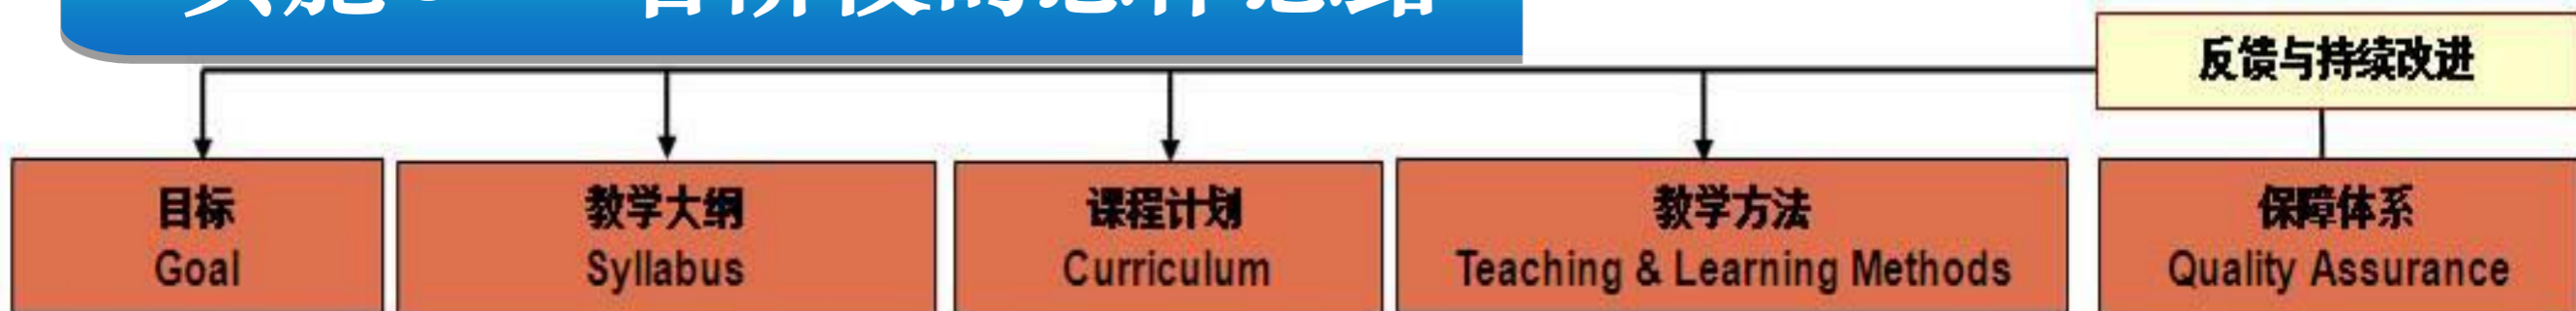 反馈与持续改进
目标
Goal
教学大纲
Syllabus
课程计划
Curriculum
教学方法
Teaching & Learning Methods
保障体系
Quality Assurance